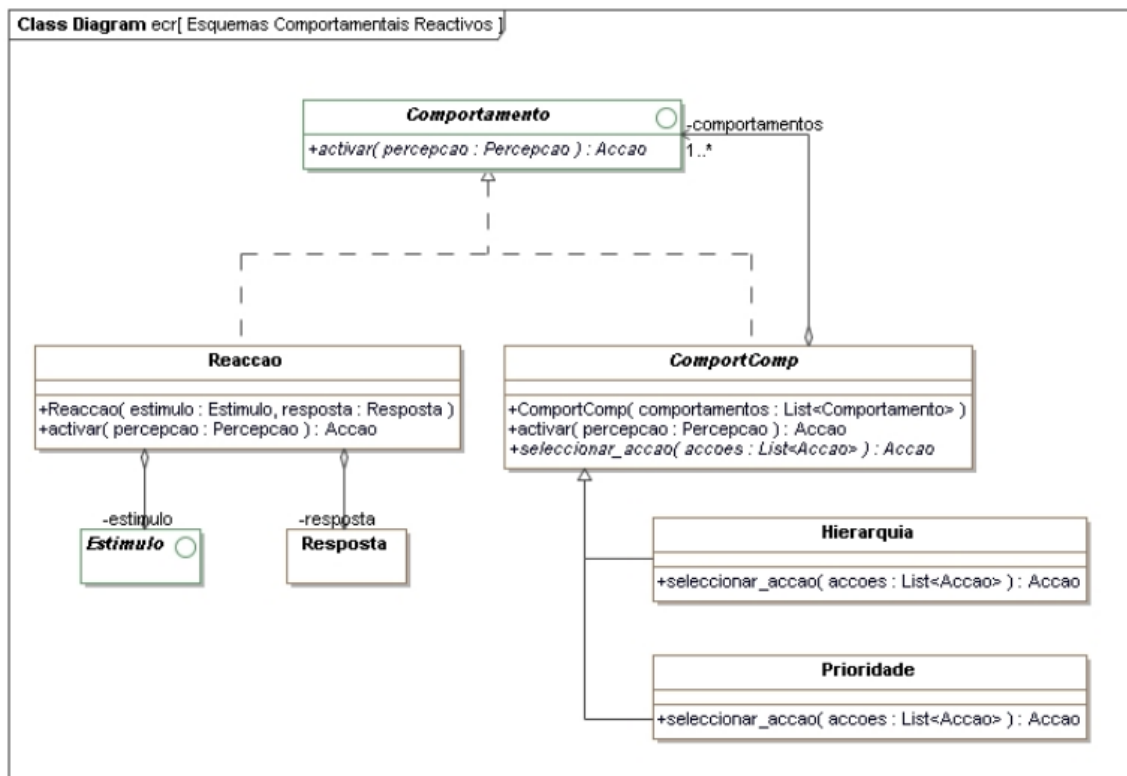 Class Diagram ecr[ Esquemas Comportamentais Reactivos ]
Comportamento
+activar( percepcao : Percepcao ) : Accao
-comportamentos
1..*
Reaccao
+Reaccao( estimulo : Estimulo, resposta : Resposta )
+activar( percepcao : Percepcao ) : Accao
ComportComp
+ComportComp( comportamentos : List<Comportamento> )
+activar( percepcao : Percepcao ) : Accao
+seleccionar_accao( accoes : List<Accao> ) : Accao
-estimulo
-resposta
Estimulo
Resposta
Hierarquia
+seleccionar_accao( accoes : List<Accao> ) : Accao
Prioridade
+seleccionar_accao( accoes : List<Accao> ) : Accao